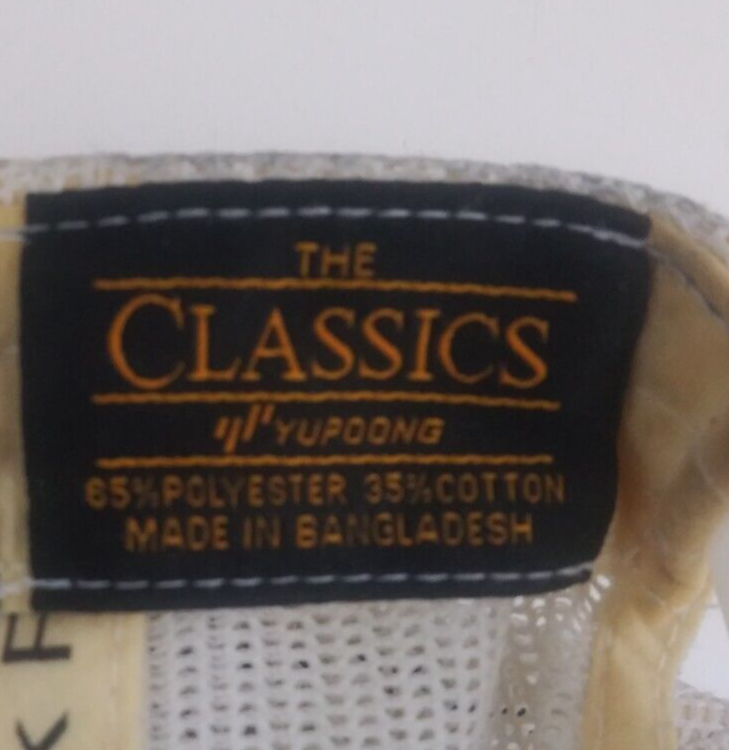 THE
CLASSICS
YUPOONG
65%POLYESTER 35%COTTON
MADE IN BANGLADESH